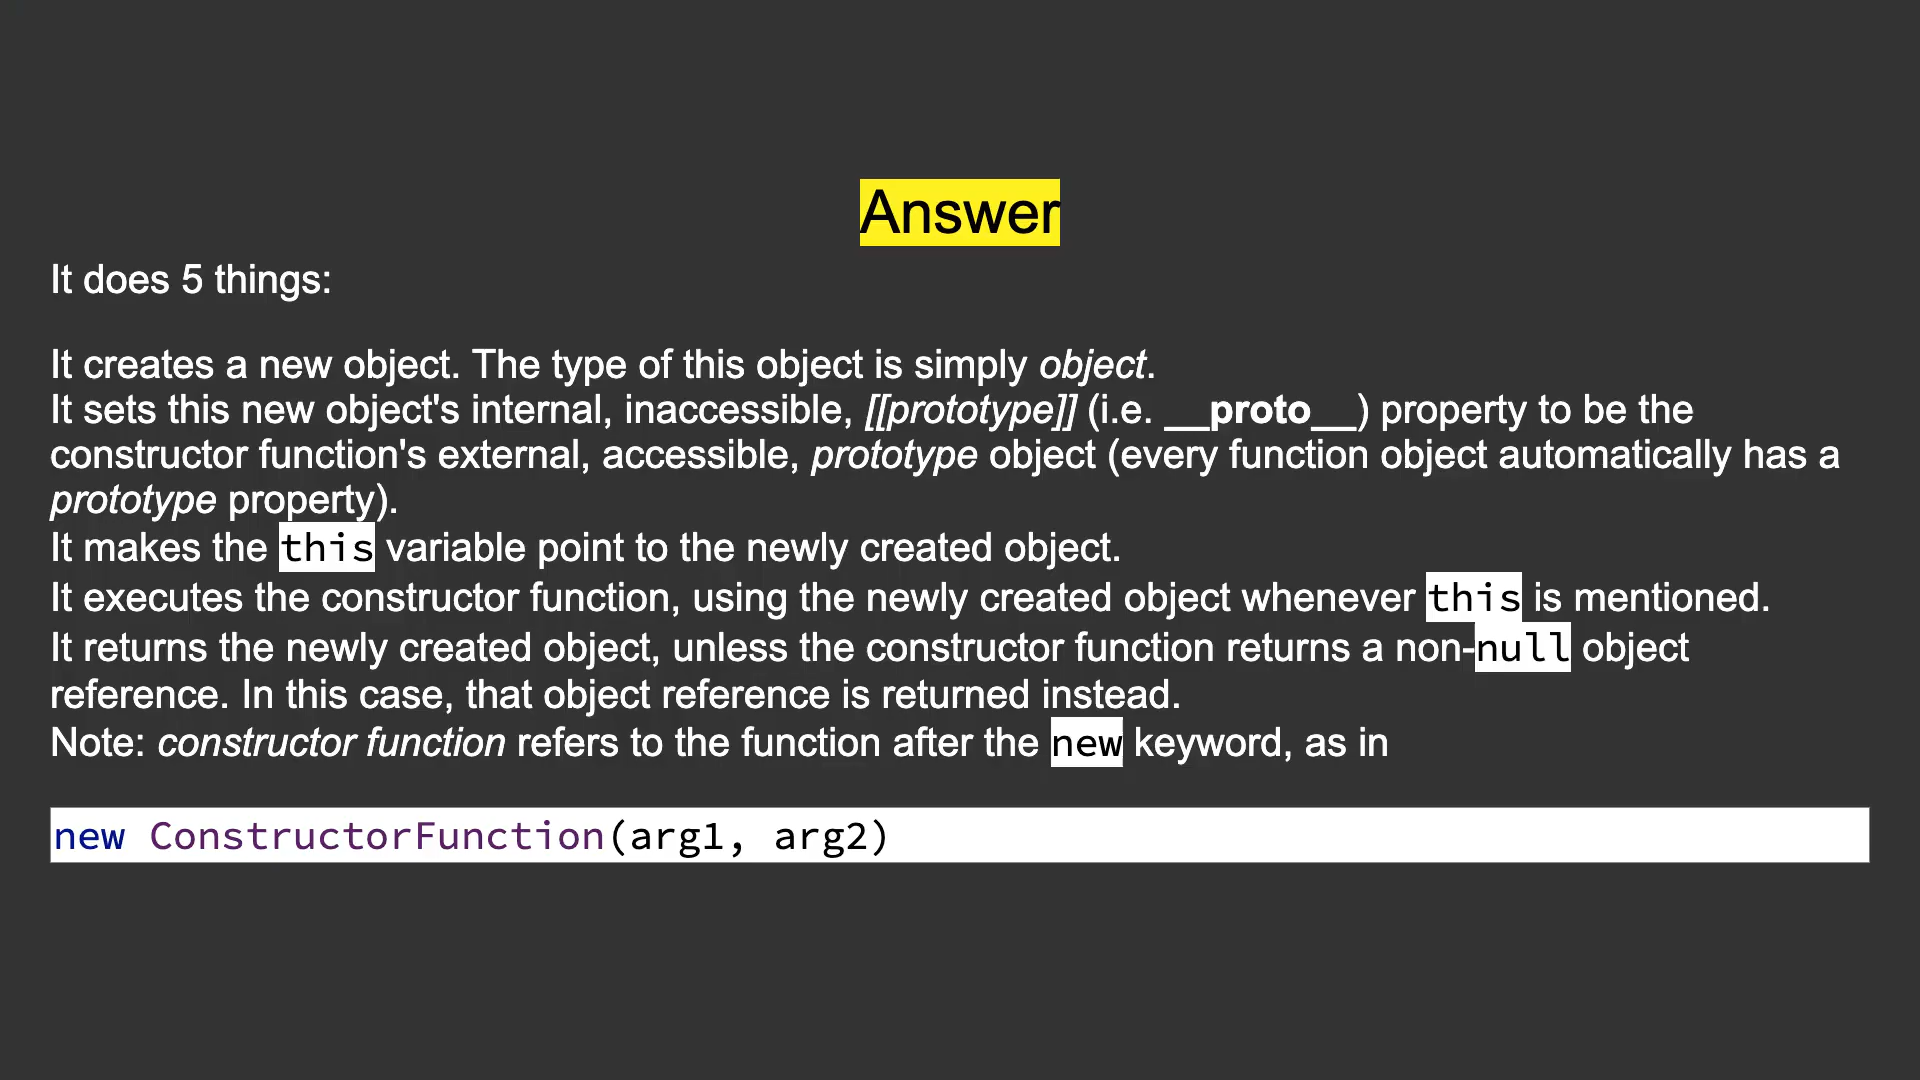 Answer
It does 5 things:
It creates a new object. The type of this object is simply object.
It sets this new object's internal, inaccessible, [[prototype]] (i.e. __proto__) property to be the
constructor function's external, accessible, prototype object (every function object automatically has a
prototype property).
It makes the this variable point to the newly created object.
It executes the constructor function, using the newly created object whenever this is mentioned.
It returns the newly created object, unless the constructor function returns a non-null object
reference. In this case, that object reference is returned instead.
Note: constructor function refers to the function after the new keyword, as in
new ConstructorFunction(arg1, arg2)